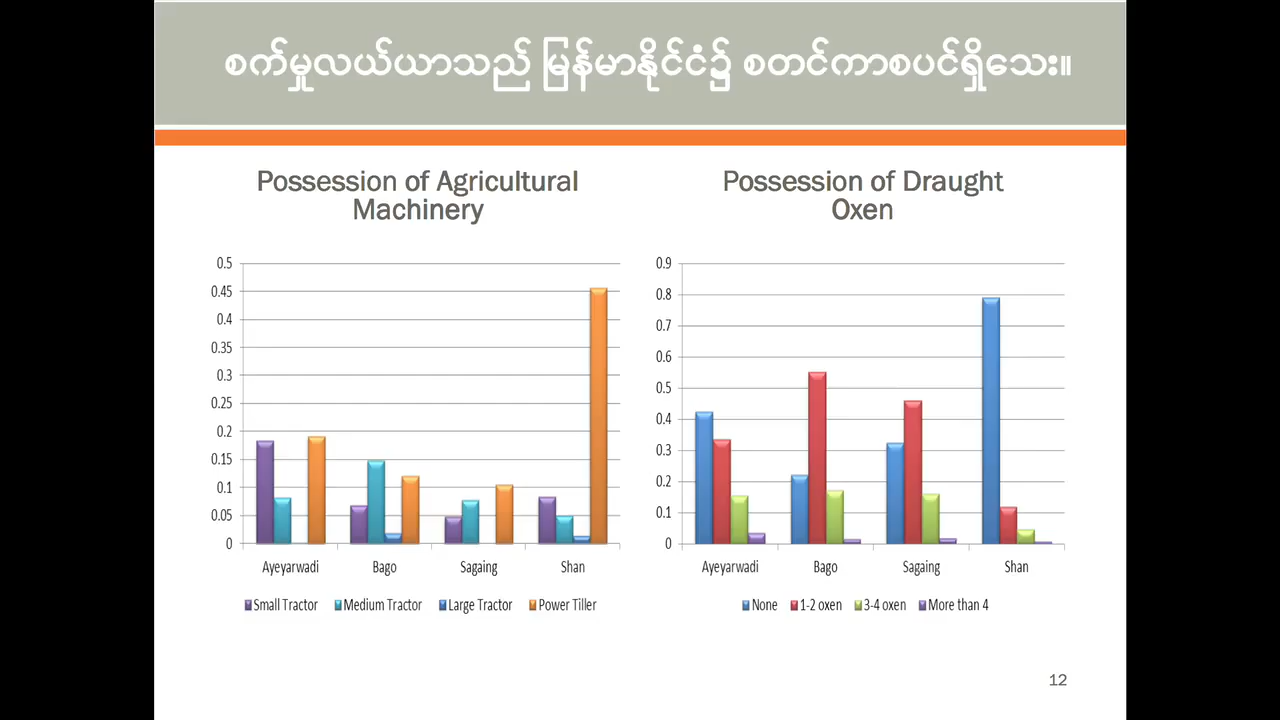 စက်မှုလယ်ယာသည် မြန်မာနိုင်ငံ၌ စတင်ကာစပင်ရှိသေး။
Possession of Agricultural
Machinery
0.5
0.45
0.4
0.35
0.3
0.25
0.2
0.15
0.1
0.05
0
Ayeyarwadi Bago Sagaing Shan
Small Tractor Medium Tractor Large Tractor Power Tiller
Possession of Draught
Oxen
0.9
0.8
0.7
0.6
0.5
0.4
0.3
0.2
0.1
0
Ayeyarwadi Bago Sagaing Shan
None 1-2 oxen 3-4 oxen More than 4
12